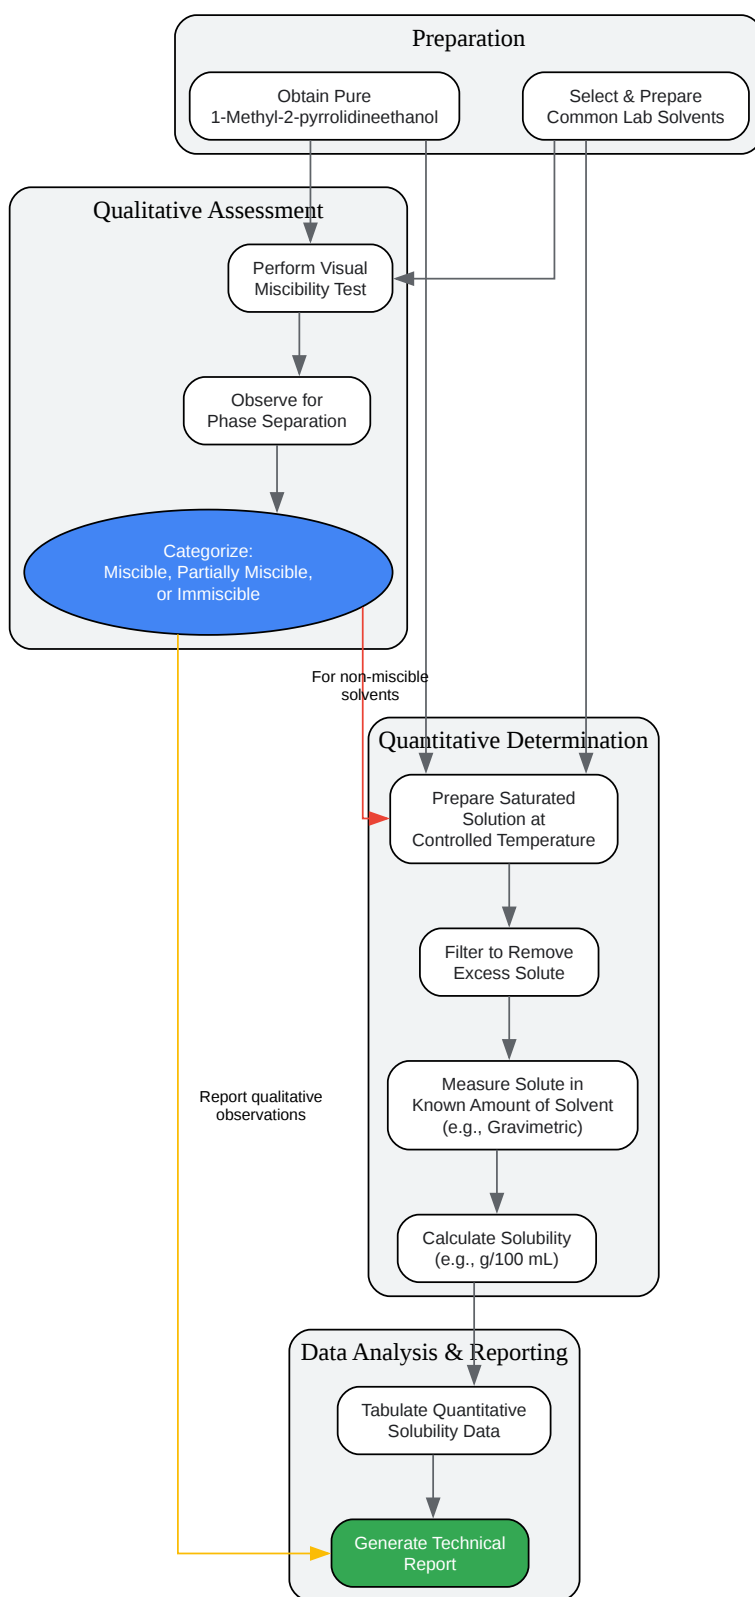 Preparation
Obtain Pure
1-Methyl-2-pyrrolidineethanol
Select & Prepare
Common Lab Solvents
Qualitative Assessment
Perform Visual
Miscibility Test
Observe for
Phase Separation
Categorize:
Miscible, Partially Miscible,
or Immiscible
For non-miscible
solvents
Quantitative Determination
Prepare Saturated
Solution at
Controlled Temperature
Filter to Remove
Excess Solute
Measure Solute in
Known Amount of Solvent
(e.g., Gravimetric)
Report qualitative
observations
Calculate Solubility
(e.g., g/100 mL)
Data Analysis & Reporting
Tabulate Quantitative
Solubility Data
Generate Technical
Report